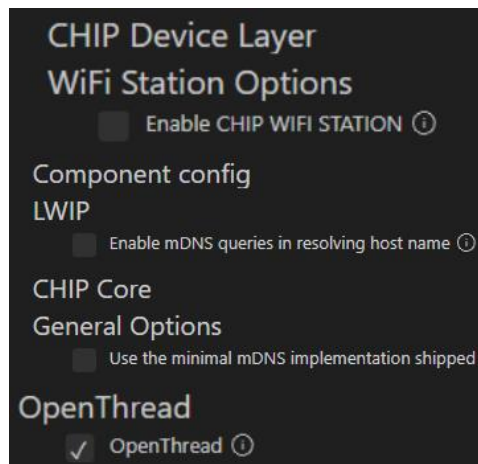 CHIP Device Layer
WiFi Station Options
Enable CHIP WIFI STATION
Component config
LWIP
Enable mDNS queries in resolving host name
CHIP Core
General Options
Use the minimal mDNS implementation shipped
OpenThread
OpenThread